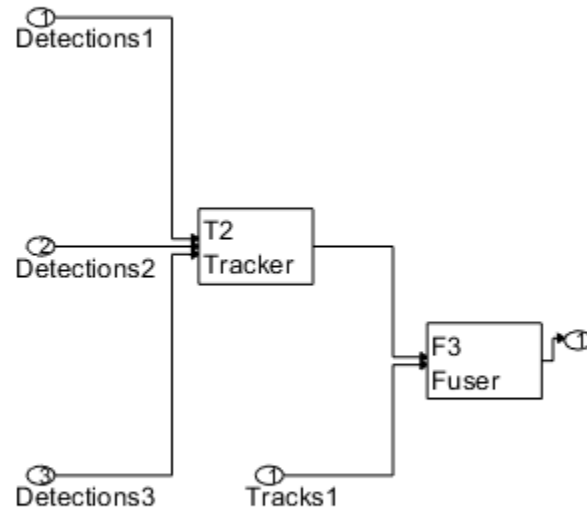 1
Detections1
T2
Tracker
2
Detections2
F3
Fuser
1
3
Detections3
1
Tracks1